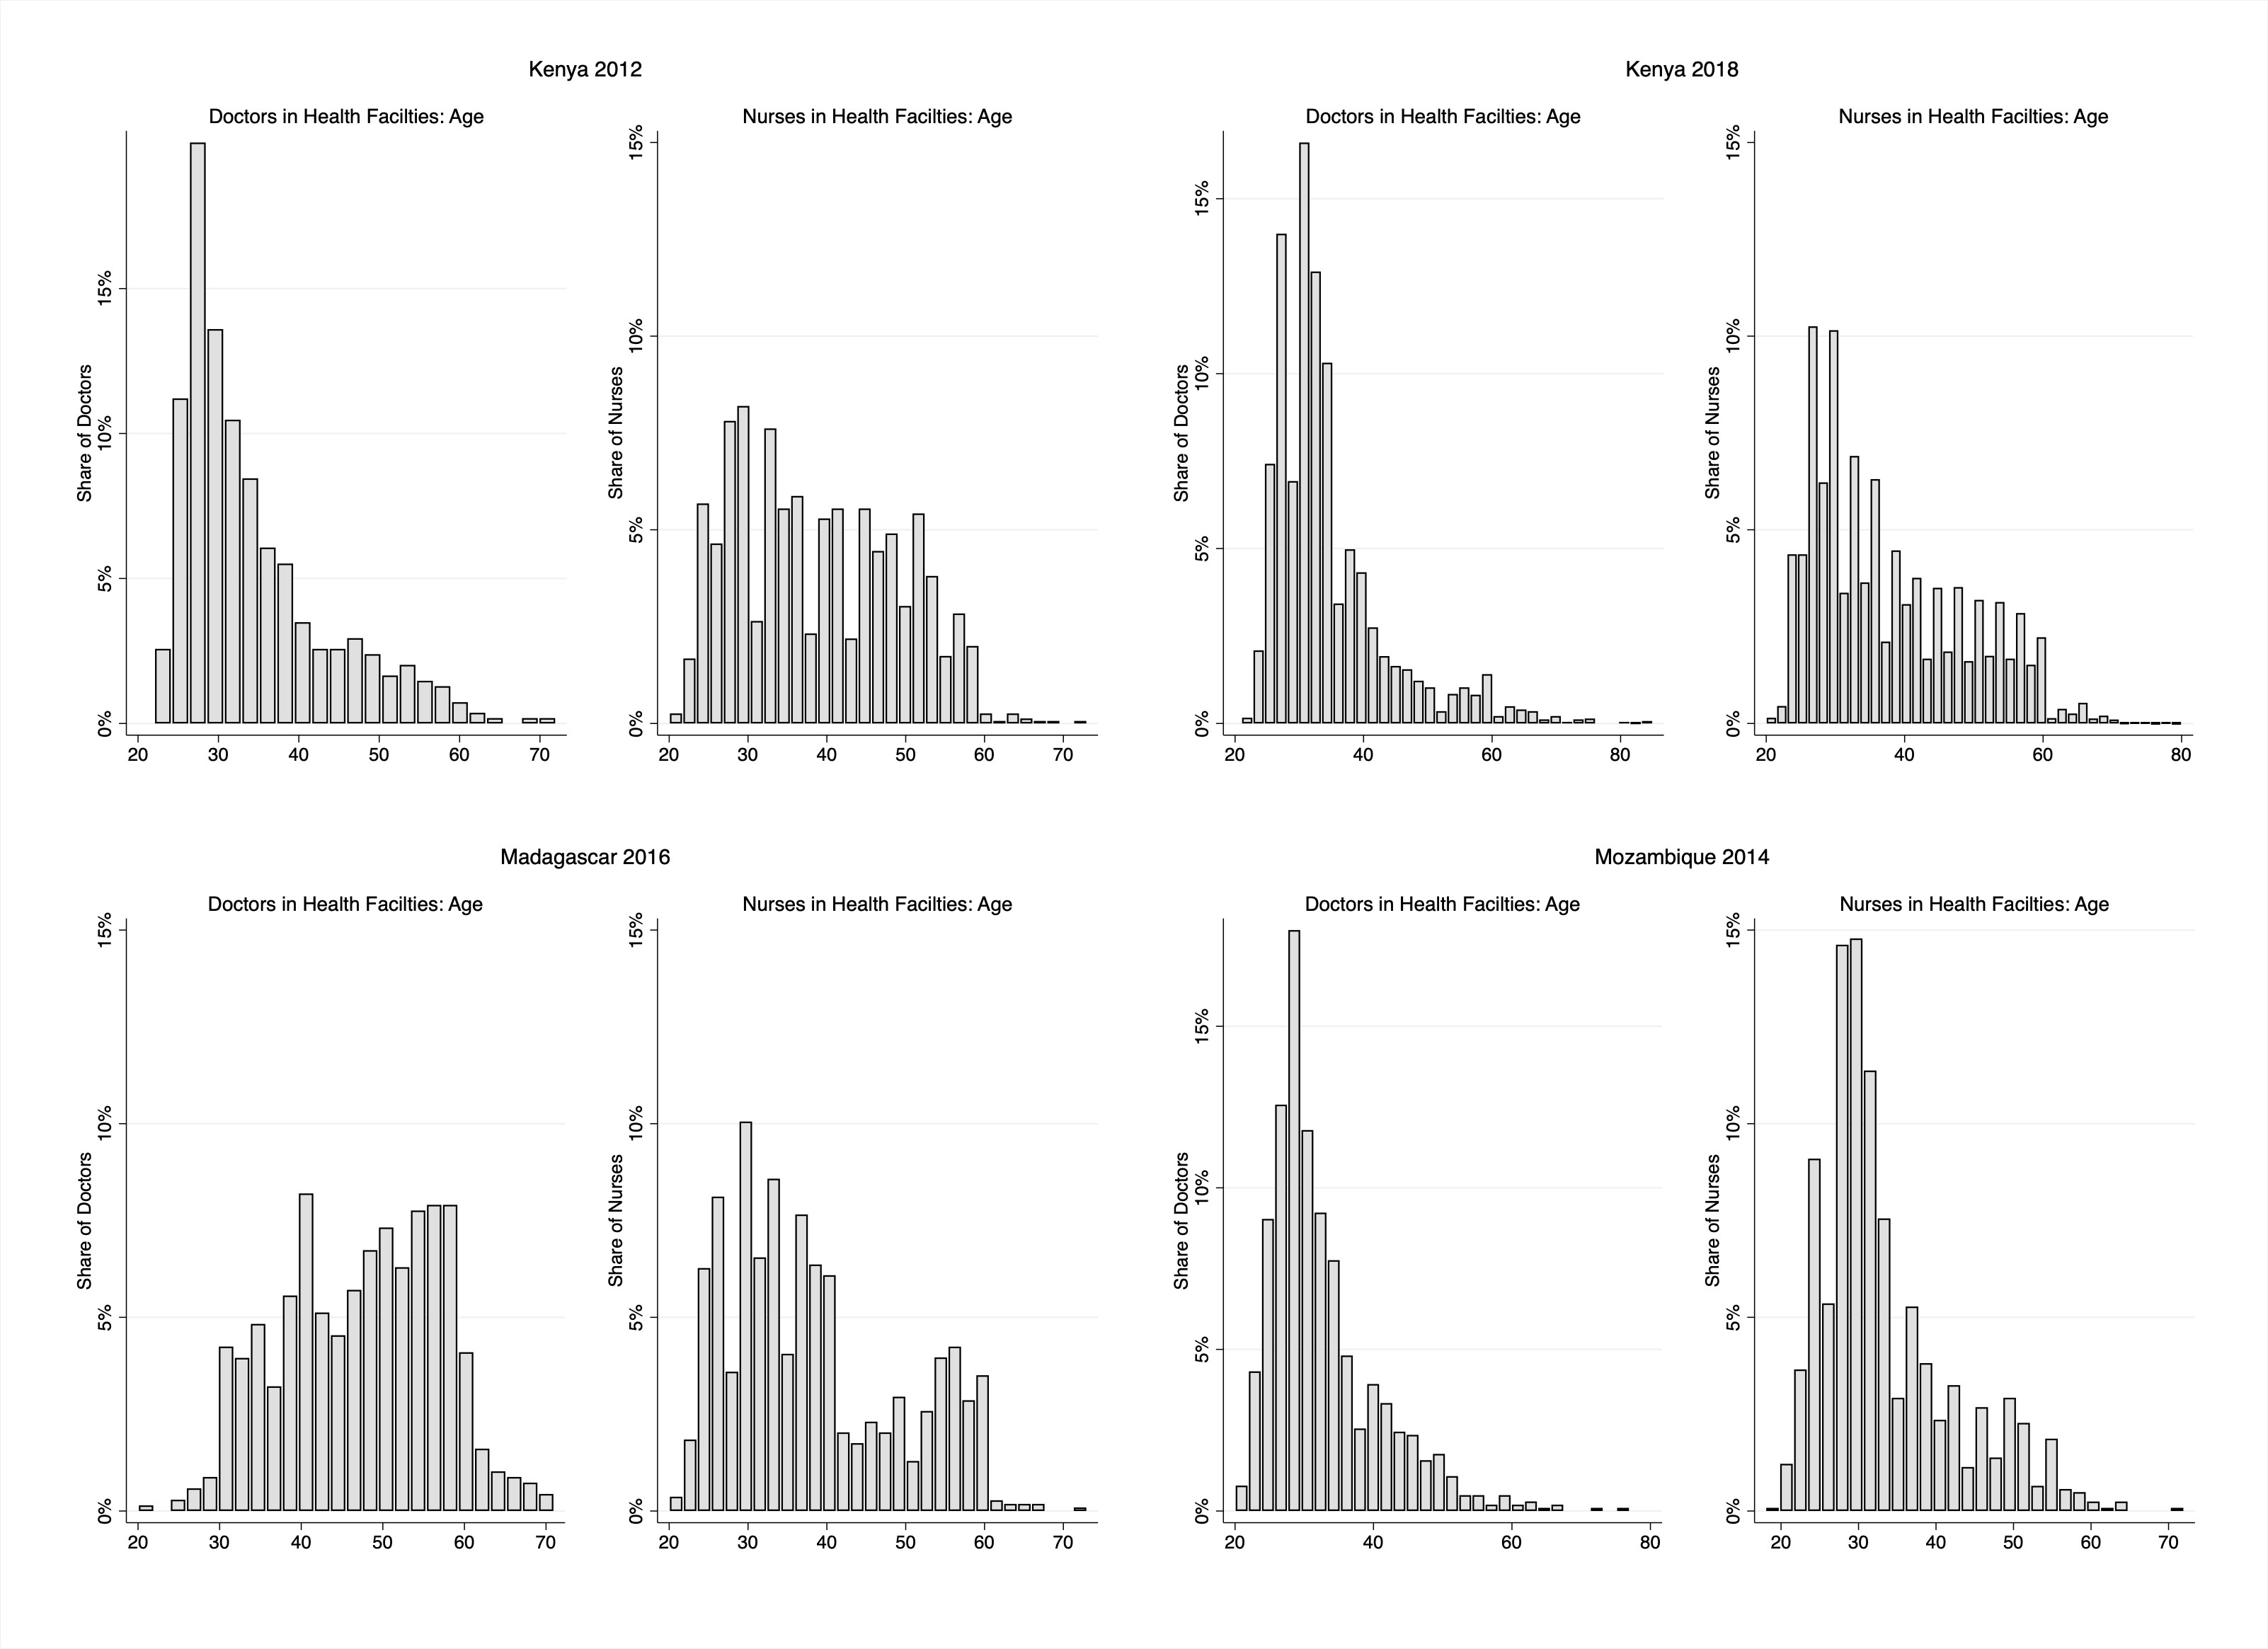 Kenya 2012
Doctors in Health Facilties: Age
Share of Doctors
15%
10%
5%
0%
20 30 40 50 60 70
Nurses in Health Facilties: Age
Share of Nurses
15%
10%
5%
0%
20 30 40 50 60 70
Kenya 2018
Doctors in Health Facilties: Age
Share of Doctors
15%
10%
5%
0%
20 40 60 80
Nurses in Health Facilties: Age
Share of Nurses
15%
10%
5%
0%
20 40 60 80
Madagascar 2016
Doctors in Health Facilties: Age
Share of Doctors
15%
10%
5%
0%
20 30 40 50 60 70
Nurses in Health Facilties: Age
Share of Nurses
15%
10%
5%
0%
20 30 40 50 60 70
Mozambique 2014
Doctors in Health Facilties: Age
Share of Doctors
15%
10%
5%
0%
20 40 60 80
Nurses in Health Facilties: Age
Share of Nurses
15%
10%
5%
0%
20 30 40 50 60 70